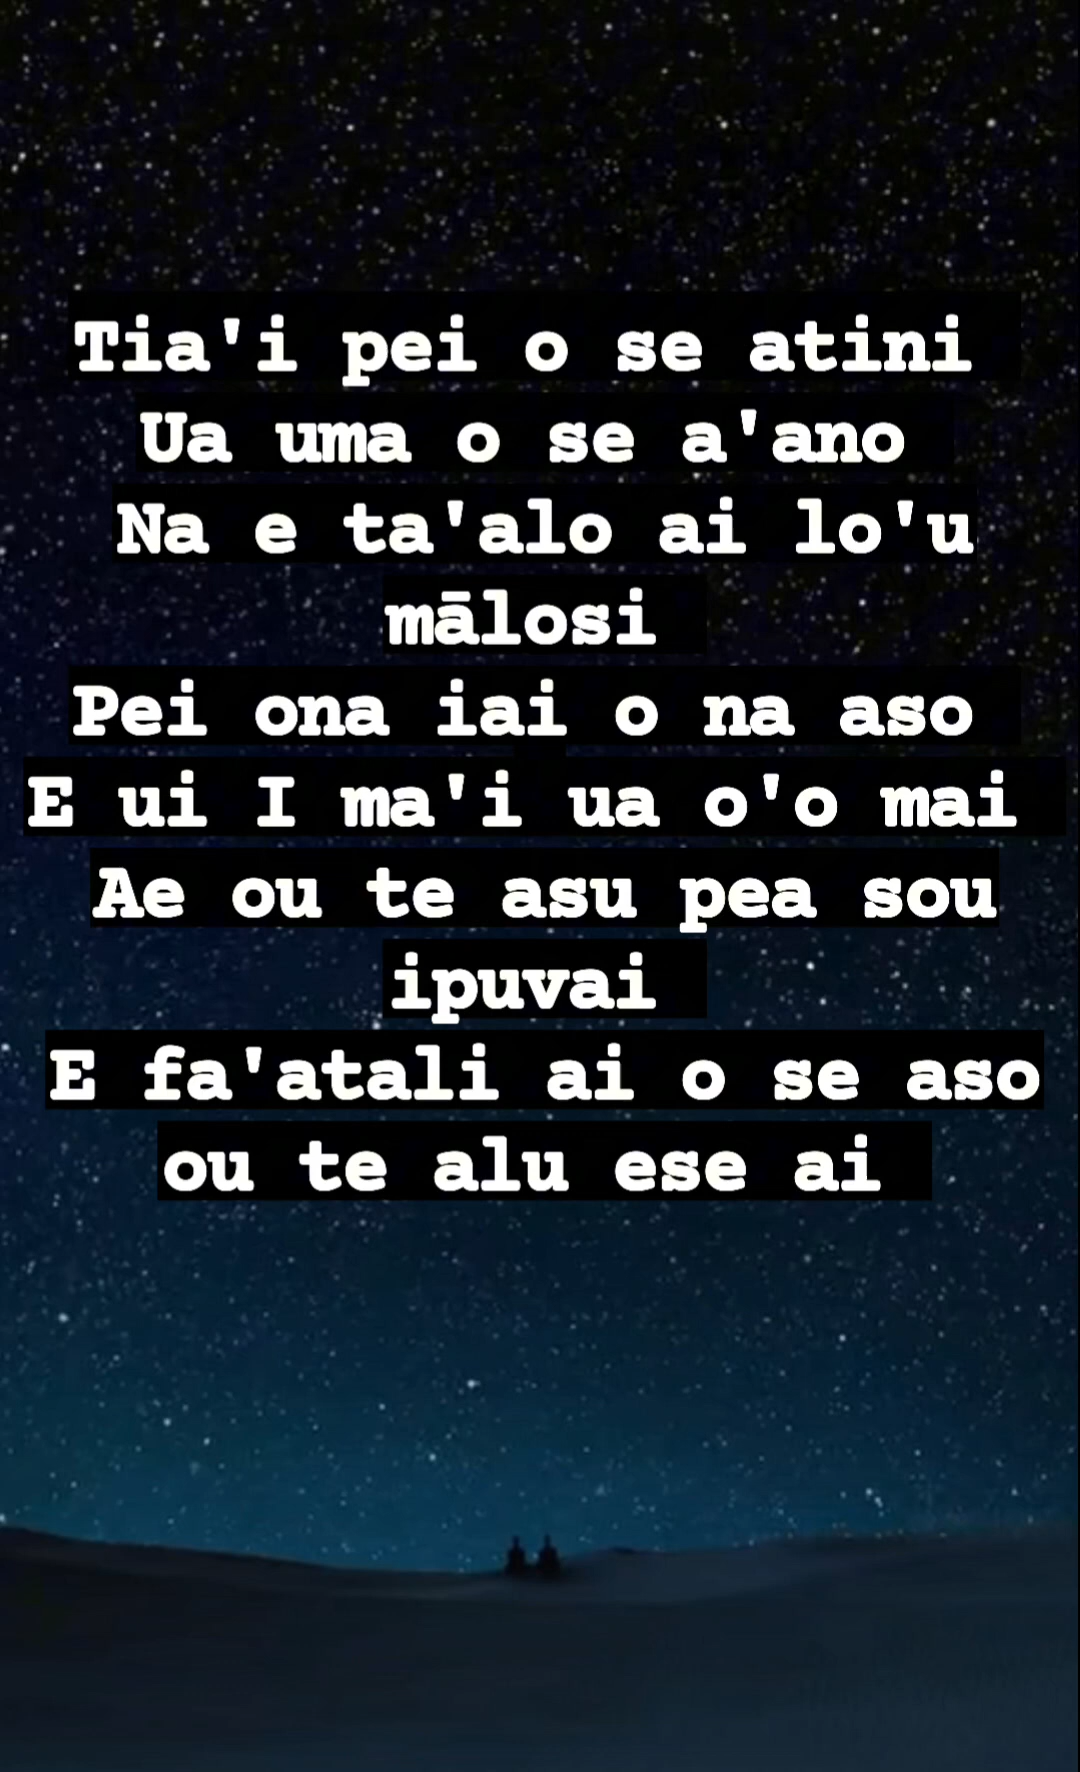 Tia'i pei o se atini
Ua uma o se a'ano
Na e ta'alo ai lo'u
mālosi
Pei ona iai o na aso
E ui I ma'i ua o'o mai
Ae ou te asu pea sou
ipuvai
E fa'atali ai o se aso
ou te alu ese ai